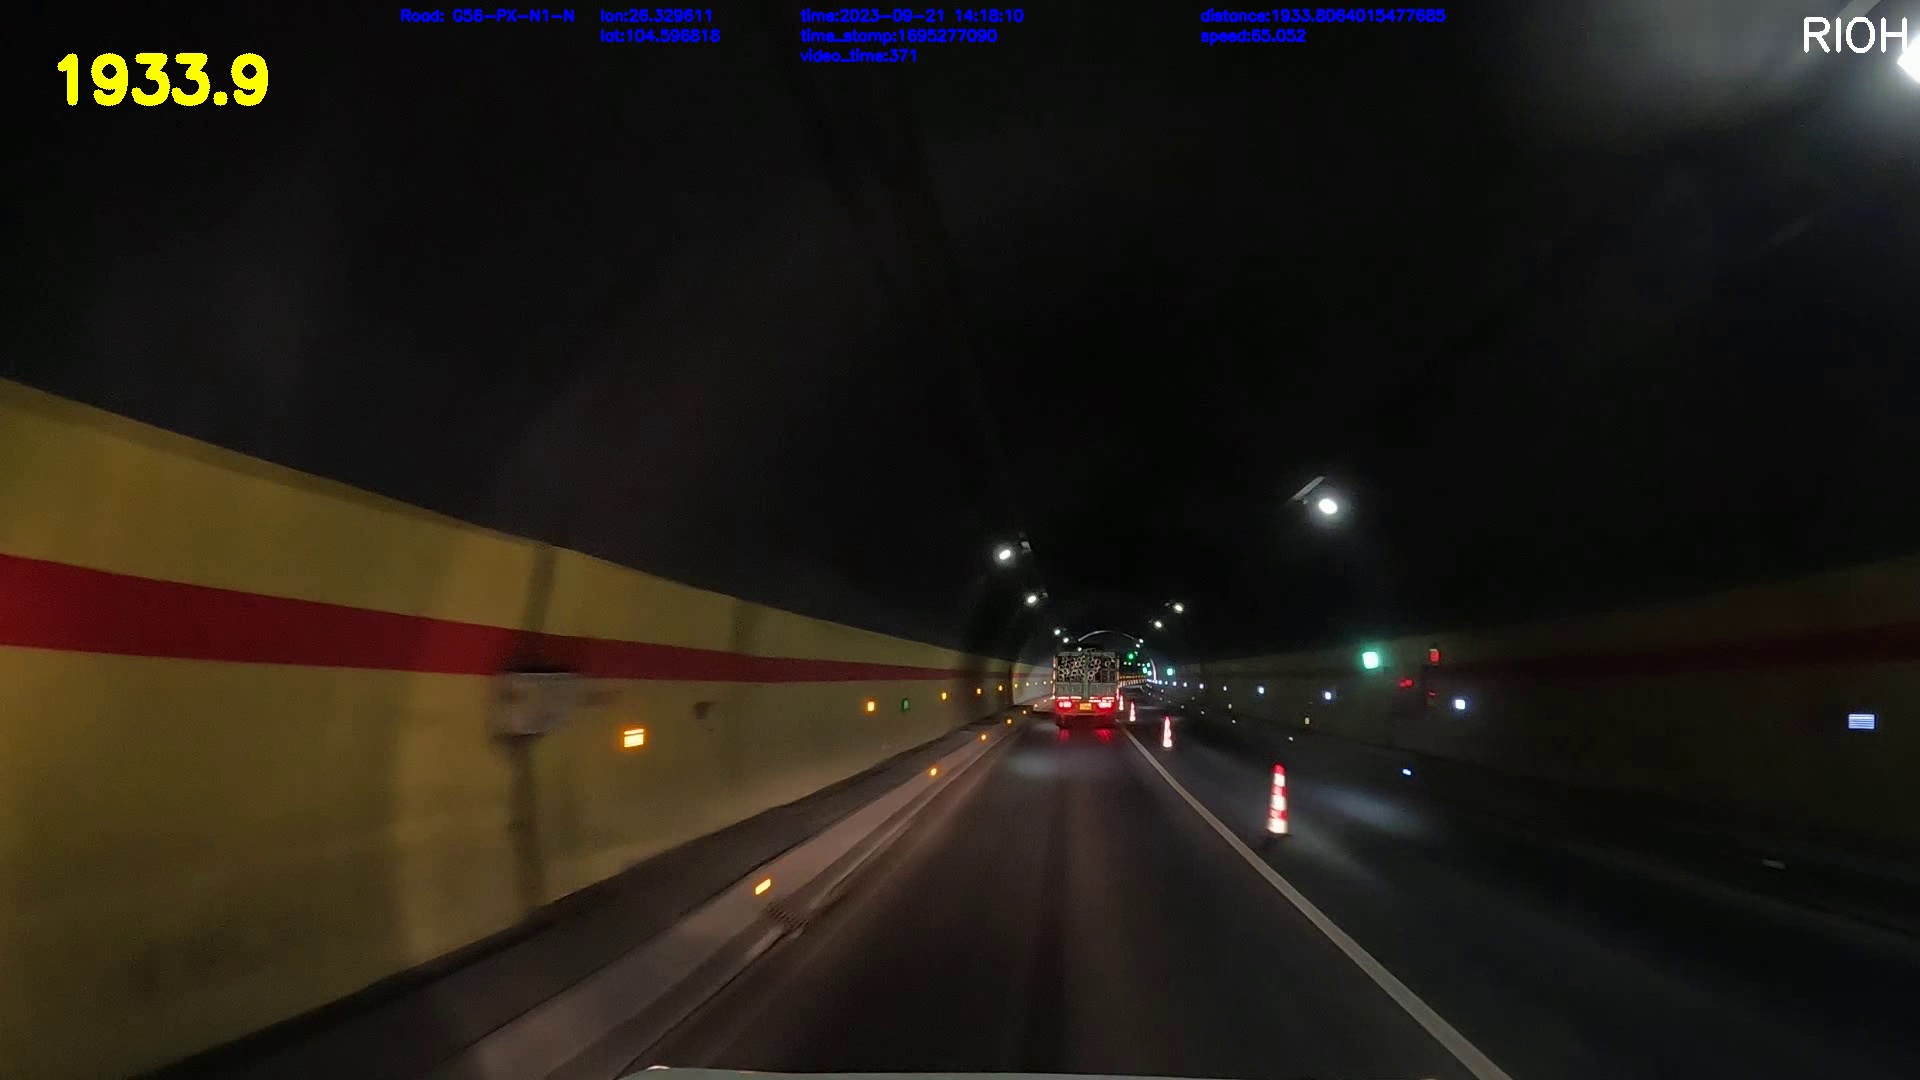 Road: G56-PX-N1-N lon:26.329611 time:2023-09-21 14:18:10 distance:1933.8064015477685
lat:104.596818 time_stamp:1695277090 speed:65.052
video_time:371
RIOH
1933.9